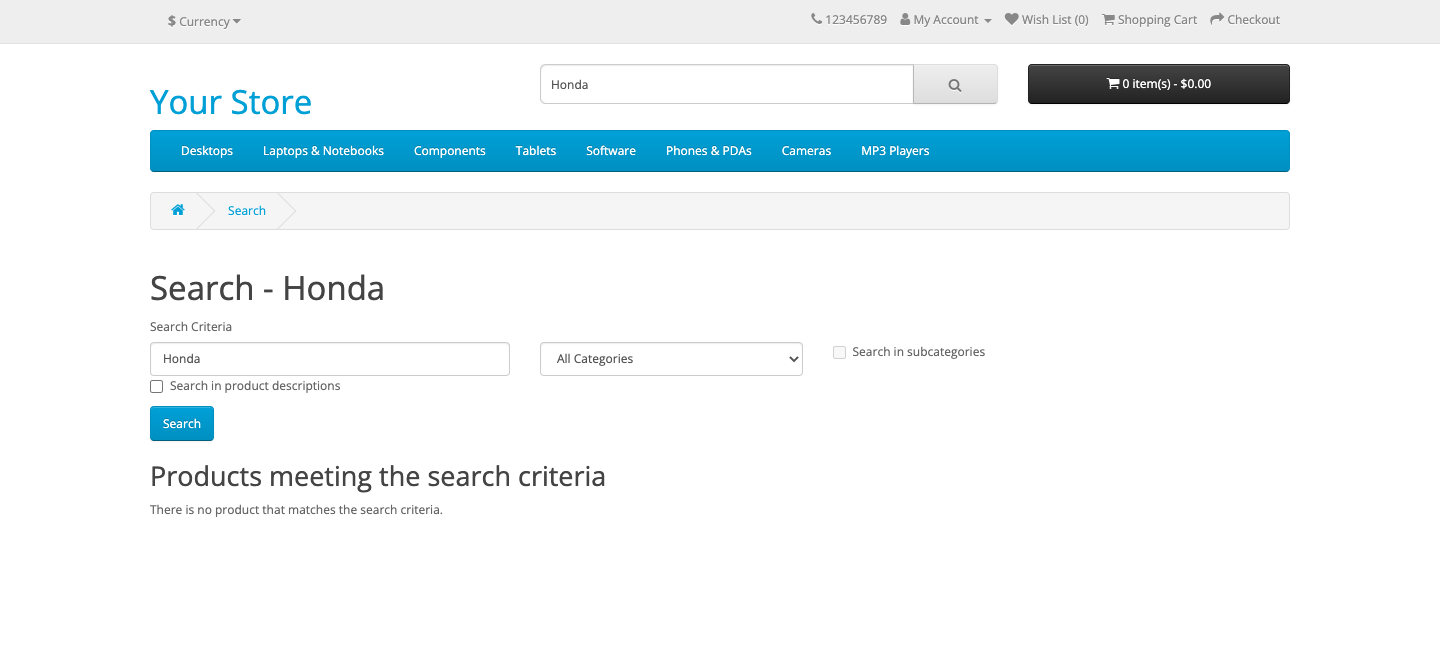 $ Currency
123456789 My Account Wish List (0) Shopping Cart Checkout
Your Store
Honda
0 item(s) - $0.00
Desktops Laptops & Notebooks Components Tablets Software Phones & PDAs Cameras MP3 Players
Search
Search - Honda
Search Criteria
Honda All Categories Search in subcategories
Search in product descriptions
Search
Products meeting the search criteria
There is no product that matches the search criteria.